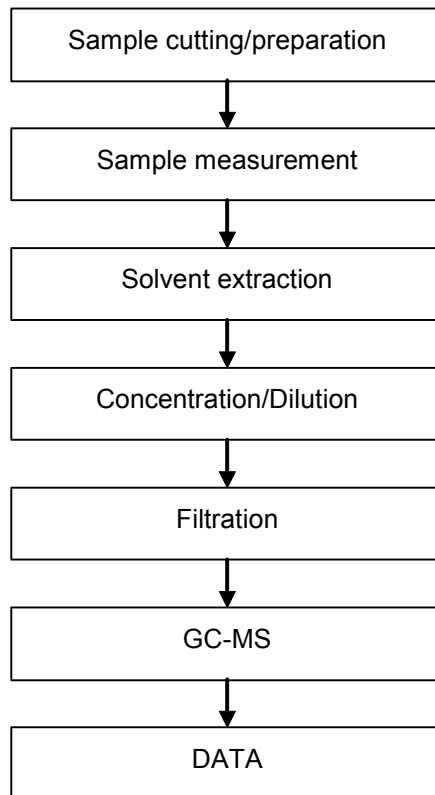 Sample cutting/preparation
Sample measurement
Solvent extraction
Concentration/Dilution
Filtration
GC-MS
DATA